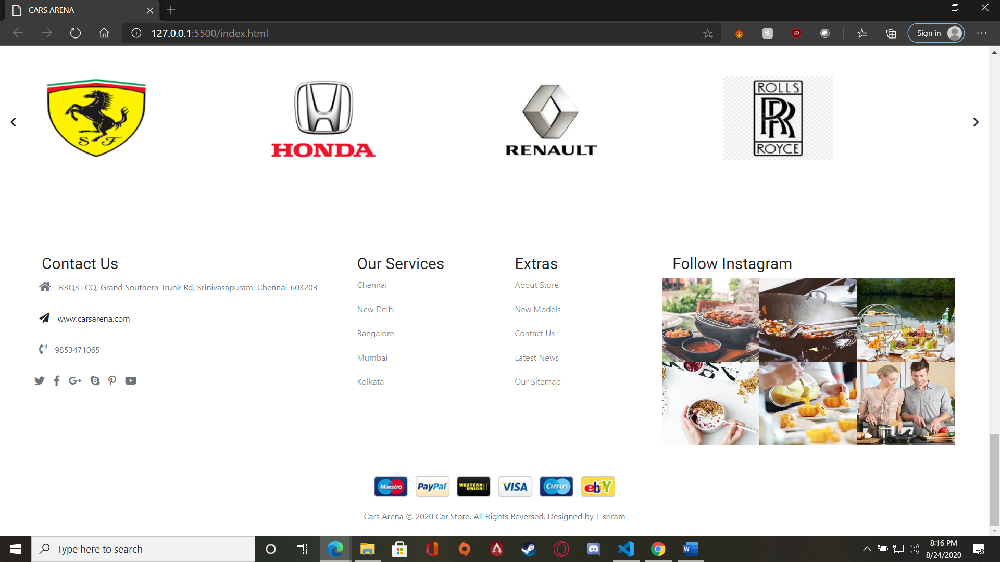 CARS ARENA
127.0.0.1:5500/index.html
Sign in
S F
HONDA
RENAULT
ROLLS
RR
ROYCE
Contact Us
R3Q3+CQ, Grand Southern Trunk Rd, Srinivasapuram, Chennai-603203
www.carsarena.com
9853471065
Our Services
Chennai
New Delhi
Bangalore
Mumbai
Kolkata
Extras
About Store
New Models
Contact Us
Latest News
Our Sitemap
Follow Instagram
Maestro PayPal WESTERN UNION VISA Cirrus ebay
Cars Arena © 2020 Car Store. All Rights Reversed. Designed by T sriram
Type here to search
8:16 PM
8/24/2020